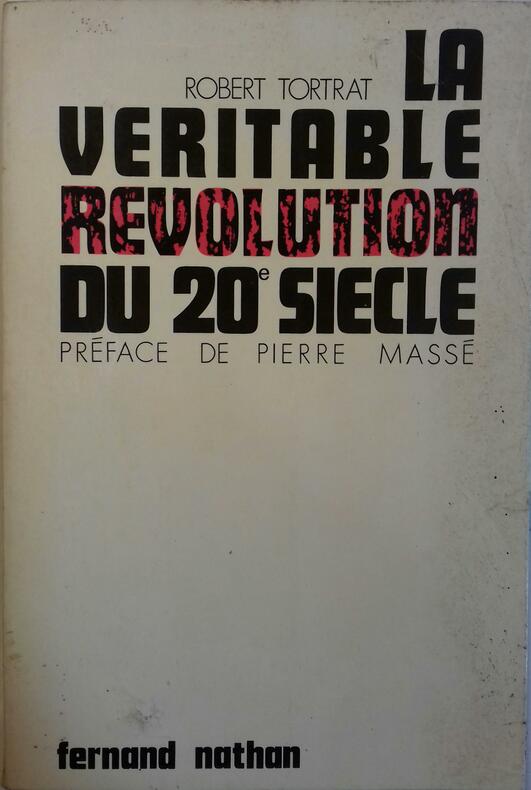 LA
ROBERT TORTRAT
VERITABLE
REVOLUTION
DU 20e SIECLE
PRÉFACE DE PIERRE MASSÉ
fernand nathan